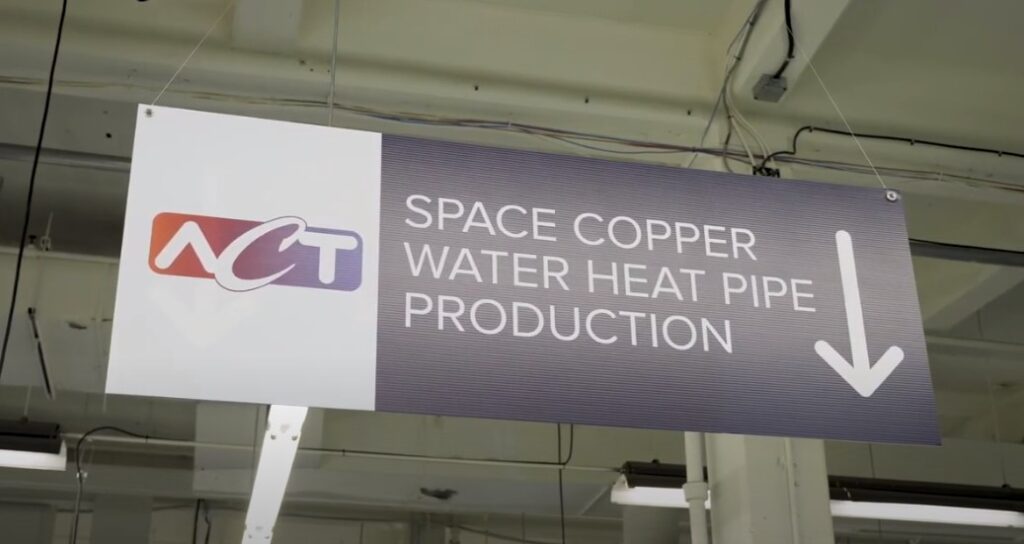 ACT
SPACE COPPER
WATER HEAT PIPE
PRODUCTION